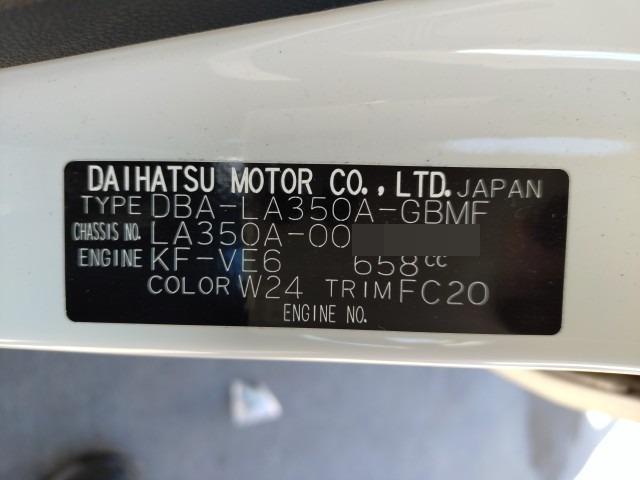 DAIHATSU MOTOR CO., LTD. JAPAN
TYPE DBA-LA350A-GBMF
CHASSIS NO. LA350A-00
ENGINE KF-VE6 658cc
COLOR W24 TRIM FC20
ENGINE NO.